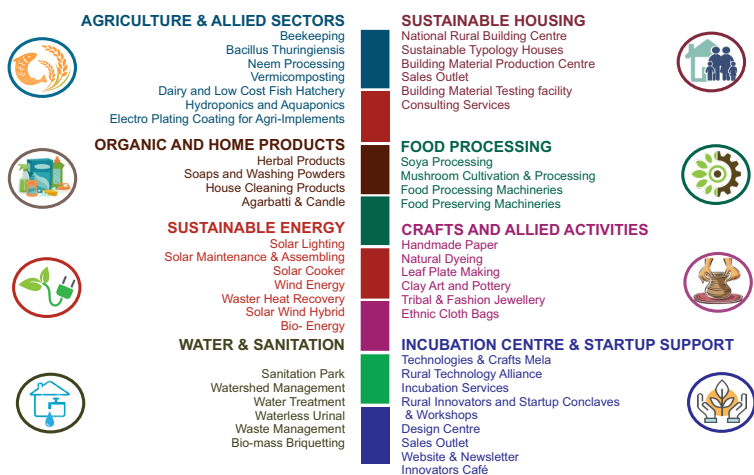 AGRICULTURE & ALLIED SECTORS
Beekeeping
Bacillus Thuringiensis
Neem Processing
Vermicomposting
Dairy and Low Cost Fish Hatchery
Hydroponics and Aquaponics
Electro Plating Coating for Agri-Implements
SUSTAINABLE HOUSING
National Rural Building Centre
Sustainable Typology Houses
Building Material Production Centre
Sales Outlet
Building Material Testing facility
Consulting Services
ORGANIC AND HOME PRODUCTS
Herbal Products
Soaps and Washing Powders
House Cleaning Products
Agarbatti & Candle
FOOD PROCESSING
Soya Processing
Mushroom Cultivation & Processing
Food Processing Machineries
Food Preserving Machineries
SUSTAINABLE ENERGY
Solar Lighting
Solar Maintenance & Assembling
Solar Cooker
Wind Energy
Waster Heat Recovery
Solar Wind Hybrid
Bio- Energy
CRAFTS AND ALLIED ACTIVITIES
Handmade Paper
Natural Dyeing
Leaf Plate Making
Clay Art and Pottery
Tribal & Fashion Jewellery
Ethnic Cloth Bags
WATER & SANITATION
Sanitation Park
Watershed Management
Water Treatment
Waterless Urinal
Waste Management
Bio-mass Briquetting
INCUBATION CENTRE & STARTUP SUPPORT
Technologies & Crafts Mela
Rural Technology Alliance
Incubation Services
Rural Innovators and Startup Conclaves
& Workshops
Design Centre
Sales Outlet
Website & Newsletter
Innovators Café